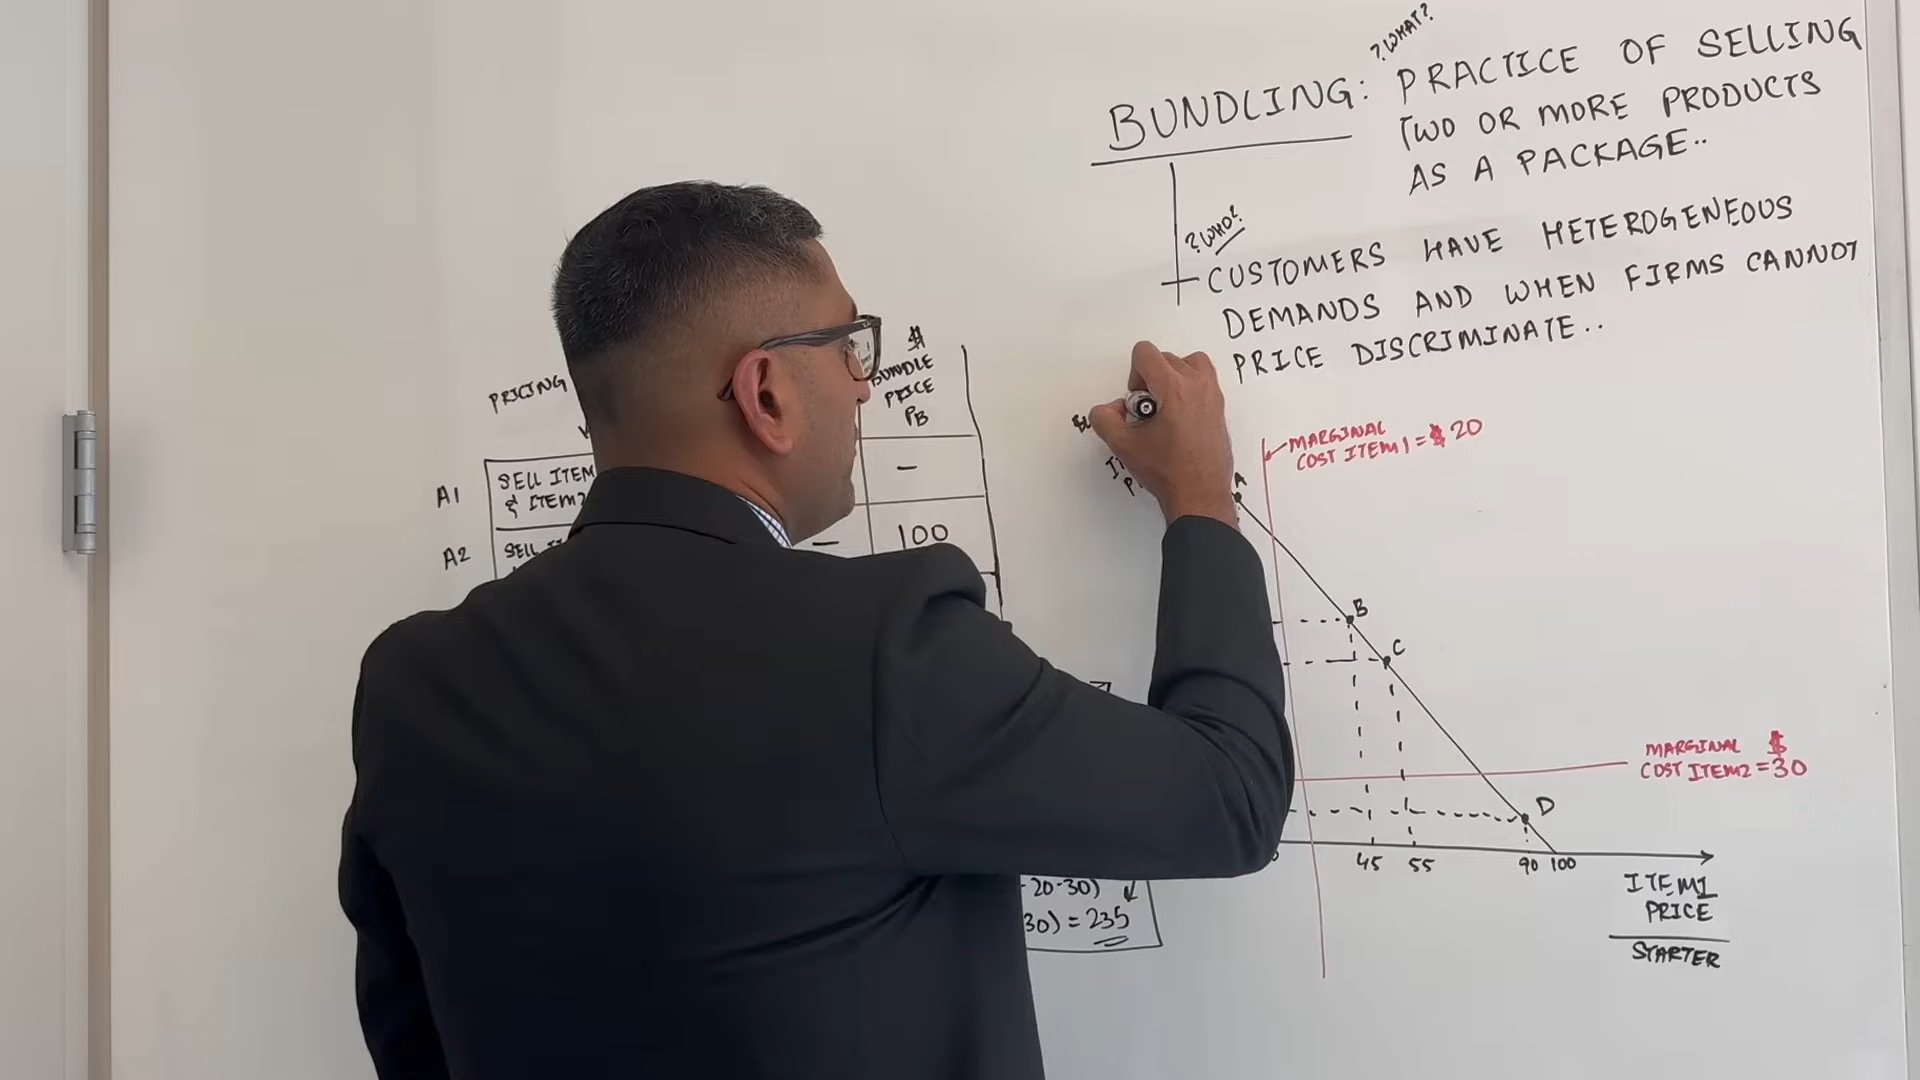 ?WHAT?
BUNDLING: PRACTICE OF SELLING
TWO OR MORE PRODUCTS
AS A PACKAGE..
?WHO?
CUSTOMERS HAVE HETEROGENEOUS
DEMANDS AND WHEN FIRMS CANNOT
PRICE DISCRIMINATE..
PRICING
$
BUNDLE
PRICE
PB
A1
SELL ITEM
& ITEM2
-
A2
SELL
-
100
-20-30)
30) = 235
MARGINAL
COST ITEM1 = $20
A
B
C
D
MARGINAL $
COST ITEM2 = 30
45 55 90 100
ITEM1
PRICE
STARTER